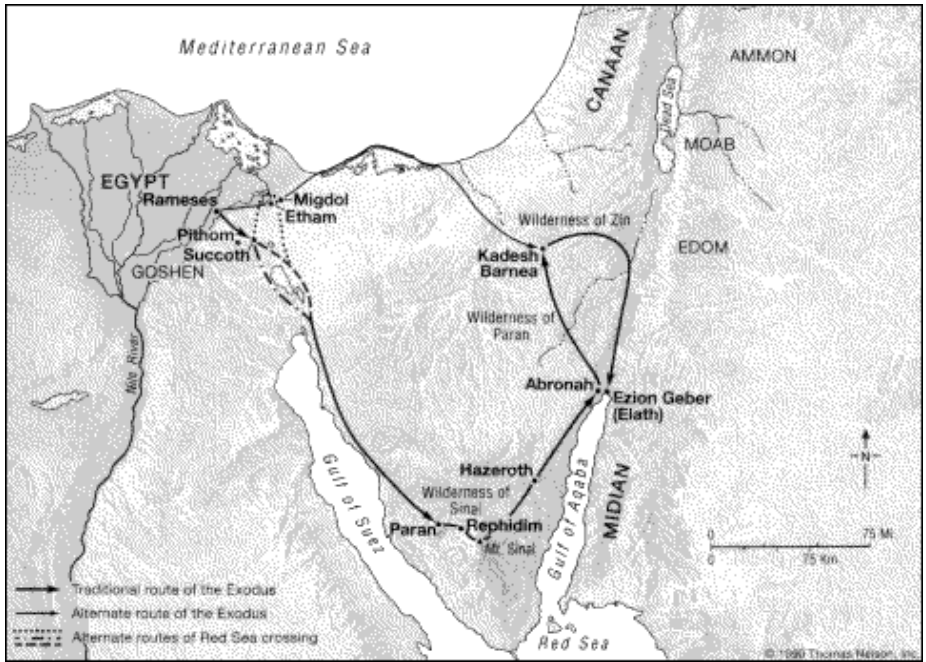 Mediterranean Sea
CANAAN
AMMON
Dead Sea
MOAB
EGYPT
Rameses
Migdol
Etham
Pithom
Succoth
GOSHEN
Wilderness of Zin
EDOM
Kadesh
Barnea
Wilderness of
Paran
Nile River
Abronah
Ezion Geber
(Elath)
Hazeroth
Wilderness of
Sinai
Gulf of Suez
Paran
Rephidim
Mt. Sinai
Gulf of Aqaba
MIDIAN
N
0
75 Mi.
0
75 Km.
Traditional route of the Exodus
Alternate route of the Exodus
Alternate routes of Red Sea crossing
Red Sea
© 1990 Thomas Nelson, Inc.